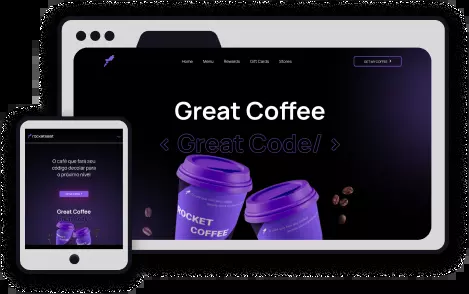 Home Menu Rewards Gift Cards Stores
GET MY COFFEE
Great Coffee
< Great Code/ >
ROCKET
COFFEE
rocketseat
O café que fará seu
código decolar para
o próximo nível
Great Coffee